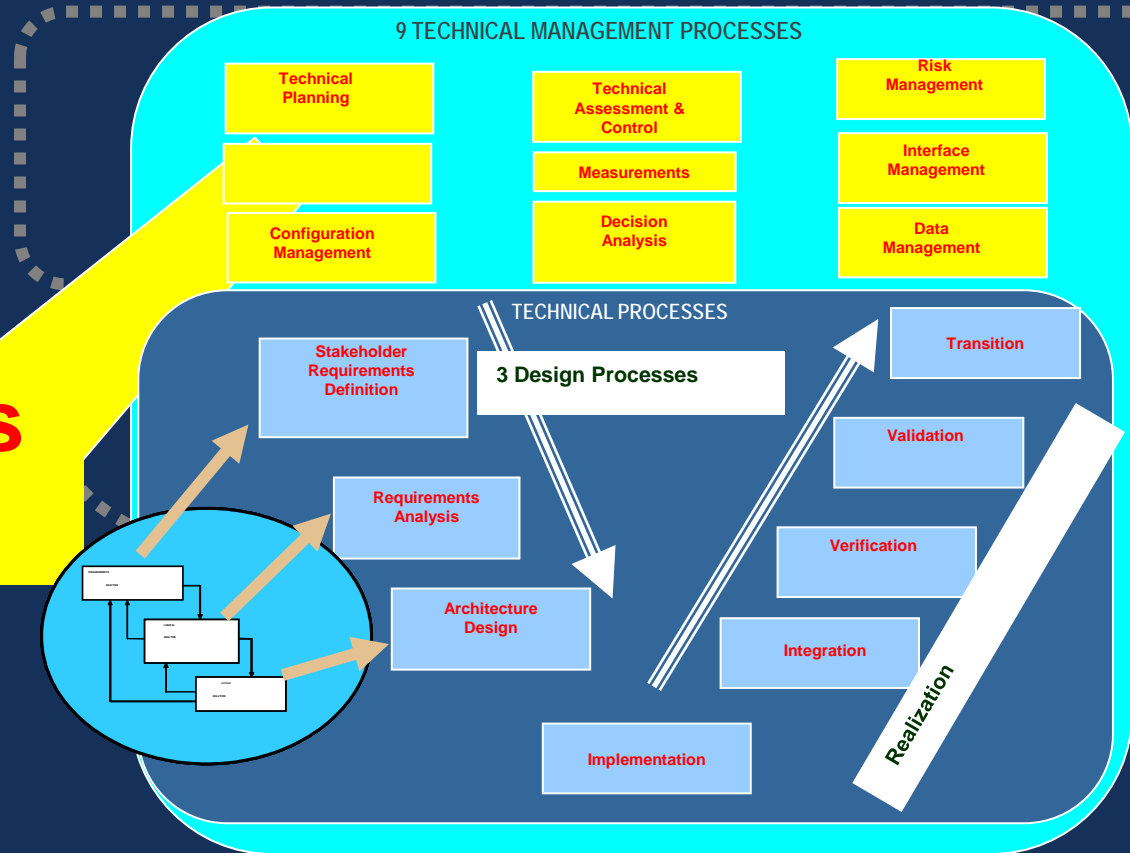 9 TECHNICAL MANAGEMENT PROCESSES
Technical
Planning
Technical
Assessment &
Control
Risk
Management
Measurements
Interface
Management
Configuration
Management
Decision
Analysis
Data
Management
TECHNICAL PROCESSES
Stakeholder
Requirements
Definition
3 Design Processes
Transition
s
Validation
Requirements
Analysis
Verification
Architecture
Design
Integration
Realization
Implementation